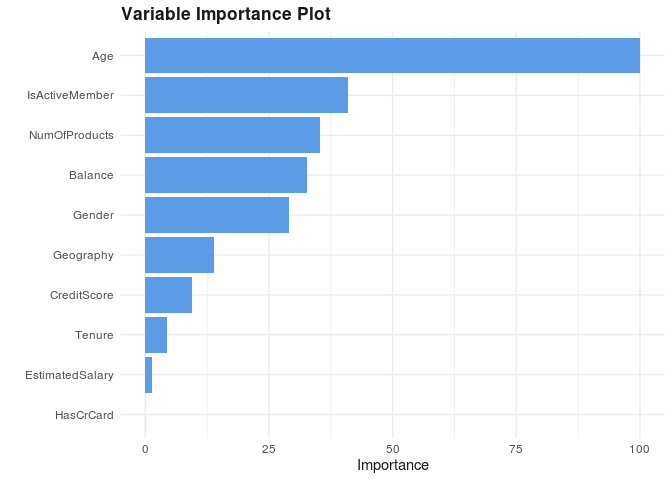 Variable Importance Plot
Age
IsActiveMember
NumOfProducts
Balance
Gender
Geography
CreditScore
Tenure
EstimatedSalary
HasCrCard
0 25 50 75 100
Importance